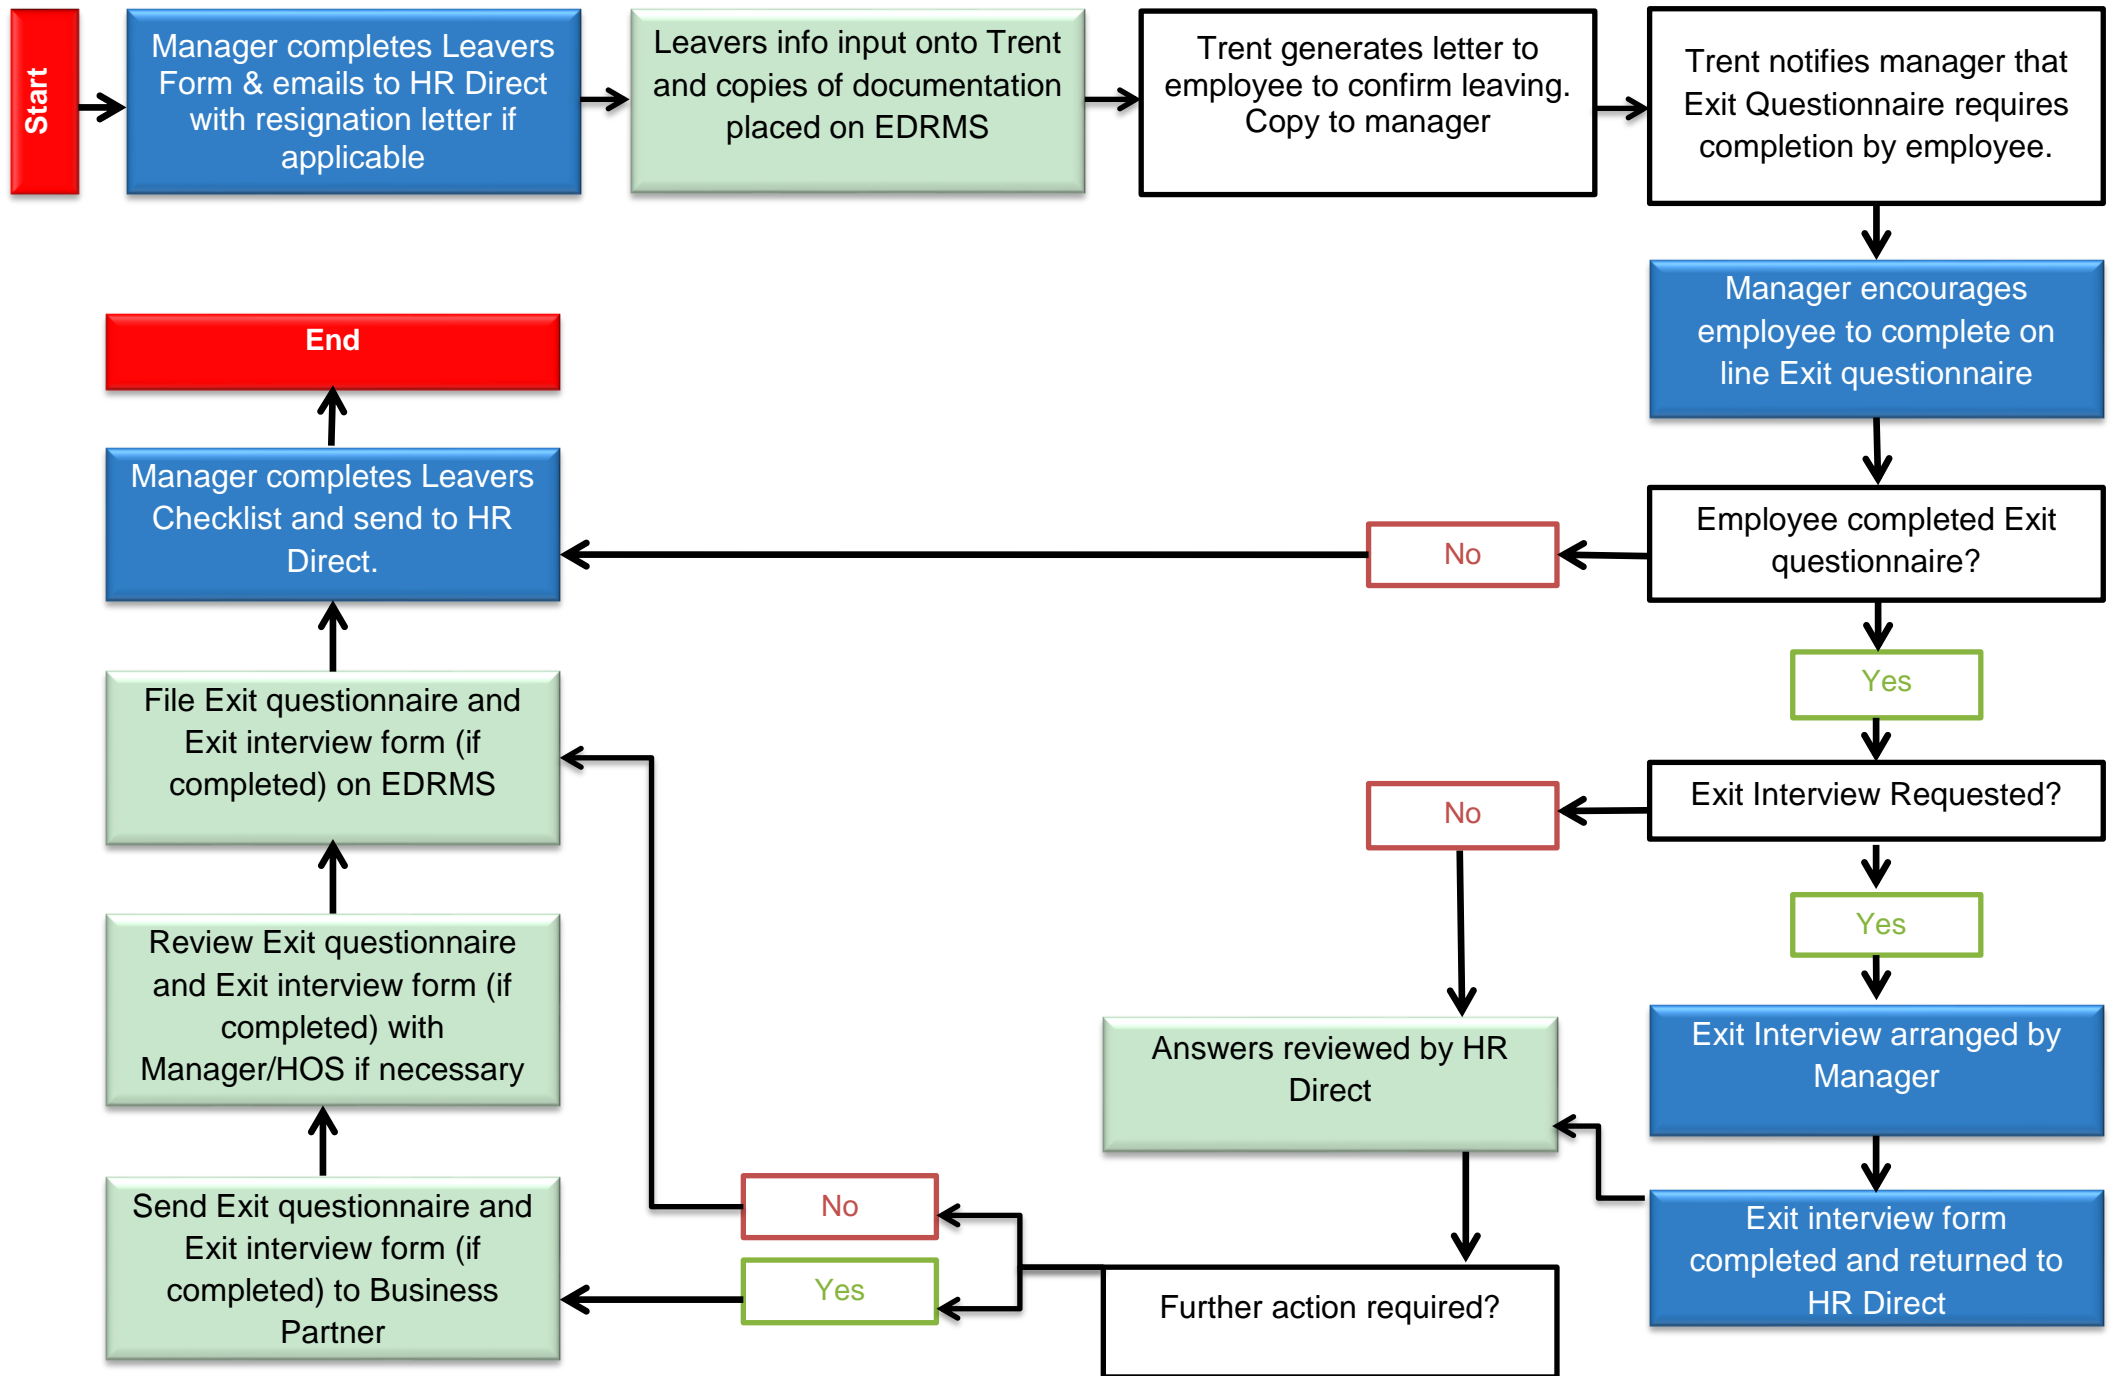 Start
Manager completes Leavers
Form & emails to HR Direct
with resignation letter if
applicable
Leavers info input onto Trent
and copies of documentation
placed on EDRMS
Trent generates letter to
employee to confirm leaving.
Copy to manager
Trent notifies manager that
Exit Questionnaire requires
completion by employee.
Manager encourages
employee to complete on
line Exit questionnaire
Employee completed Exit
questionnaire?
No
Yes
Exit Interview Requested?
No
Yes
Exit Interview arranged by
Manager
Exit interview form
completed and returned to
HR Direct
Answers reviewed by HR
Direct
Further action required?
No
Yes
Send Exit questionnaire and
Exit interview form (if
completed) to Business
Partner
Review Exit questionnaire
and Exit interview form (if
completed) with
Manager/HOS if necessary
File Exit questionnaire and
Exit interview form (if
completed) on EDRMS
Manager completes Leavers
Checklist and send to HR
Direct.
End